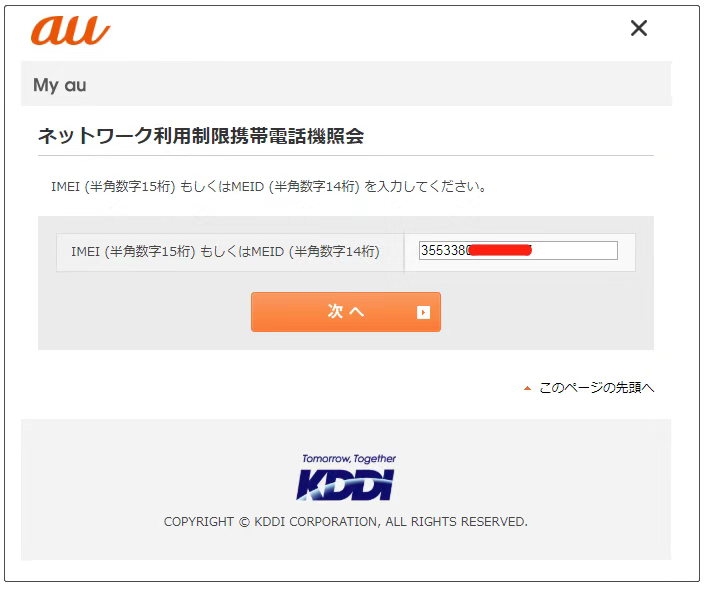 au
My au
ネットワーク利用制限携帯電話機照会
IMEI (半角数字15桁) もしくはMEID (半角数字14桁) を入力してください。
IMEI (半角数字15桁) もしくはMEID (半角数字14桁)
3553380
次へ
このページの先頭へ
Tomorrow, Together
KDDI
COPYRIGHT © KDDI CORPORATION, ALL RIGHTS RESERVED.